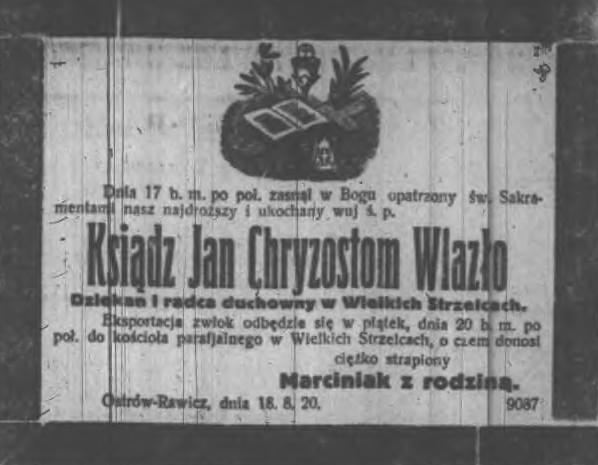 Dnia 17 b. m. po poł. zasnął w Bogu opatrzony św. Sakra-
mentami nasz najdroższy i ukochany wuj ś. p.
Ksiądz Jan Chryzostom Wlazło
Dziekan i radca duchowny w Wielkich Strzelcach.
Eksportacja zwłok odbędzie się w piątek, dnia 20 b. m. po
poł. do kościoła parafjalnego w Wielkich Strzelcach, o czem donosi
ciężko strapiony
Marciniak z rodziną.
Ostrów-Rawicz, dnia 18. 8. 20.
9087